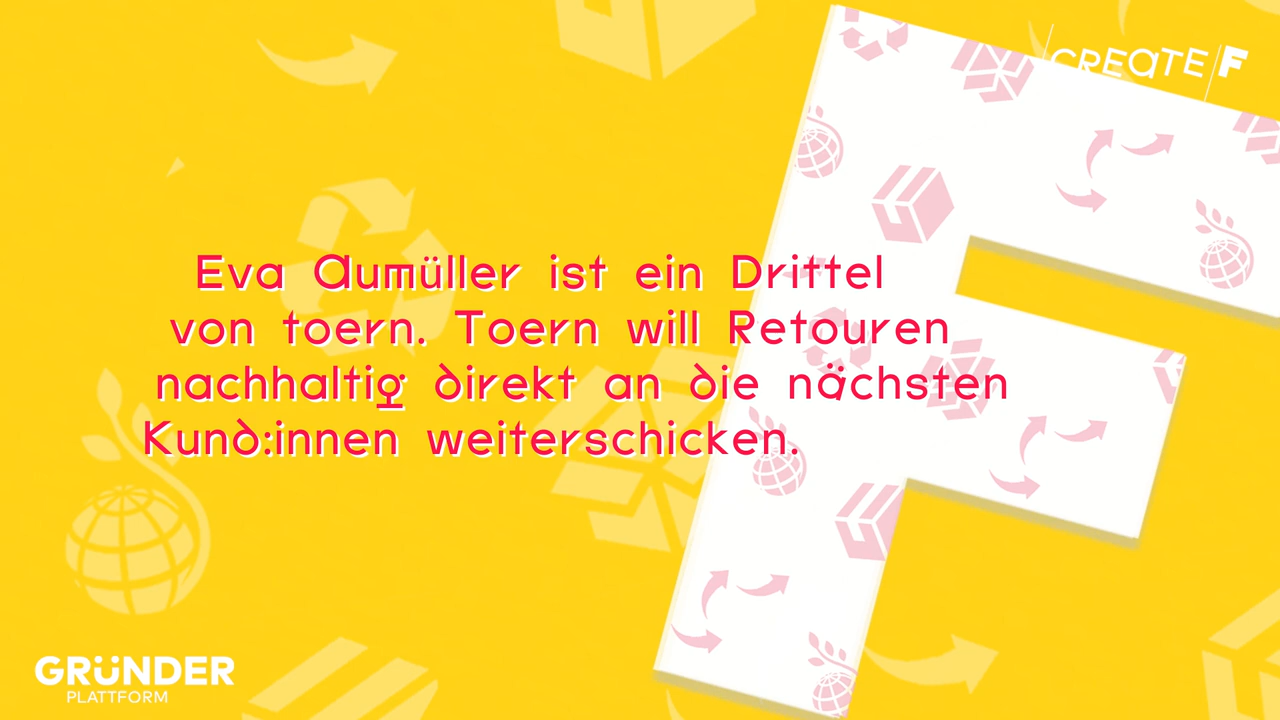 CREATE F
Eva Aumüller ist ein Drittel
von toern. Toern will Retouren
nachhaltig direkt an die nächsten
Kund:innen weiterschicken.
GRÜNDER
PLATTFORM